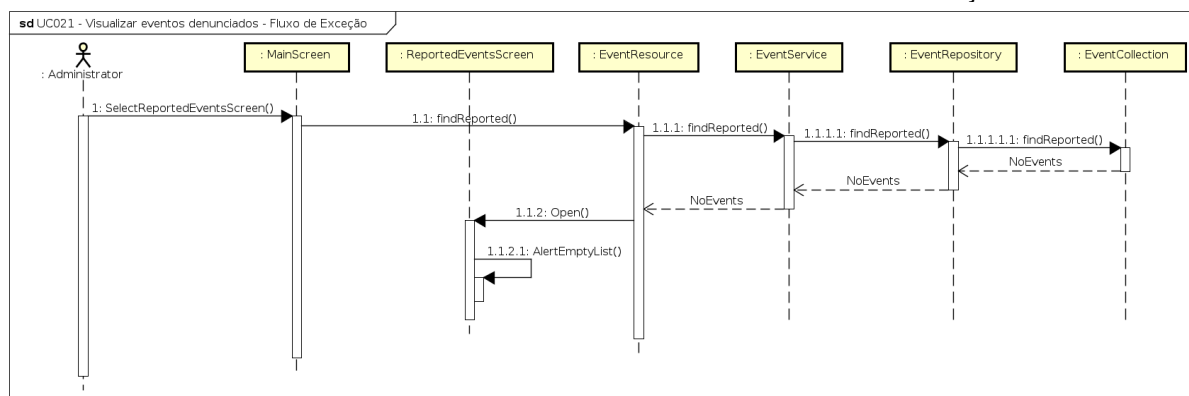 sd UC021 - Visualizar eventos denunciados - Fluxo de Exceção
: Administrator
: MainScreen
: ReportedEventsScreen
: EventResource
: EventService
: EventRepository
: EventCollection
1: SelectReportedEventsScreen()
1.1: findReported()
1.1.1: findReported()
1.1.1.1: findReported()
1.1.1.1.1: findReported()
NoEvents
NoEvents
NoEvents
1.1.2: Open()
1.1.2.1: AlertEmptyList()